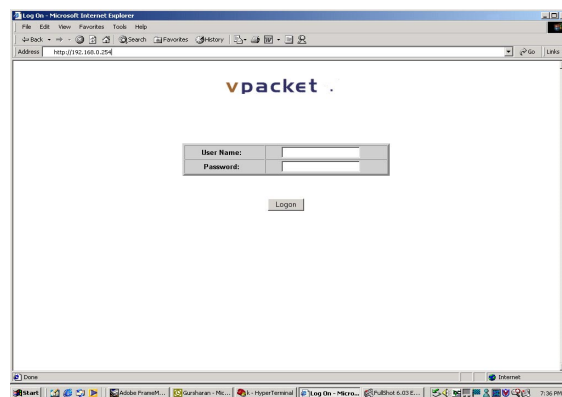 Log On - Microsoft Internet Explorer
File Edit View Favorites Tools Help
Back Search Favorites History
Address http://192.168.0.254 Go Links
vpacket .
User Name:
Password:
Logon
Done Internet
Start Adobe FrameM... Gursharan - Mic... k - HyperTerminal Log On - Micro... FullShot 6.03 E... 7:36 PM